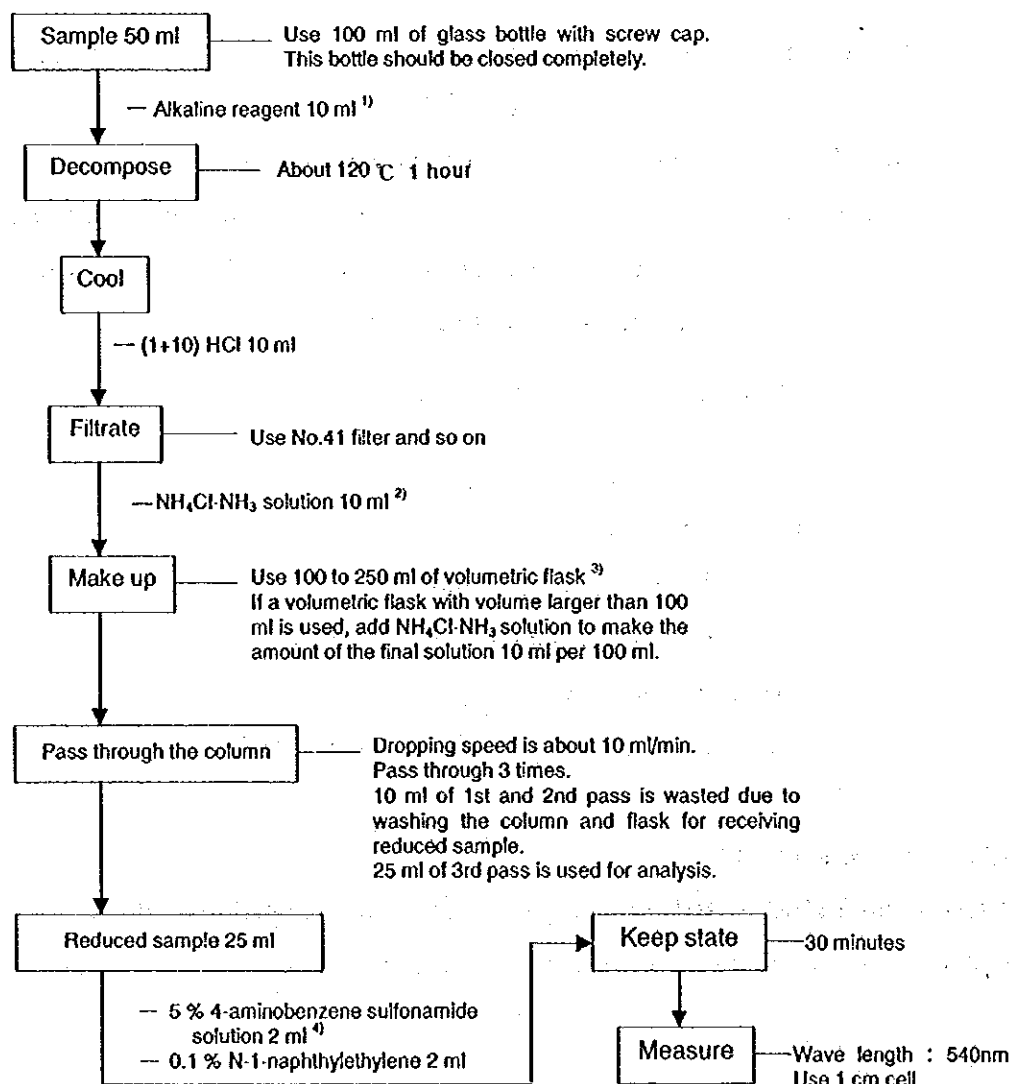 Sample 50 ml
Use 100 ml of glass bottle with screw cap.
This bottle should be closed completely.
— Alkaline reagent 10 ml 1)
Decompose
About 120 ℃ 1 hour
Cool
— (1+10) HCl 10 ml
Filtrate
Use No.41 filter and so on
— NH₄Cl-NH₃ solution 10 ml 2)
Make up
Use 100 to 250 ml of volumetric flask 3)
If a volumetric flask with volume larger than 100
ml is used, add NH₄Cl-NH₃ solution to make the
amount of the final solution 10 ml per 100 ml.
Pass through the column
Dropping speed is about 10 ml/min.
Pass through 3 times.
10 ml of 1st and 2nd pass is wasted due to
washing the column and flask for receiving
reduced sample.
25 ml of 3rd pass is used for analysis.
Reduced sample 25 ml
— 5 % 4-aminobenzene sulfonamide
solution 2 ml 4)
— 0.1 % N-1-naphthylethylene 2 ml
Keep state
30 minutes
Measure
Wave length : 540nm
Use 1 cm cell